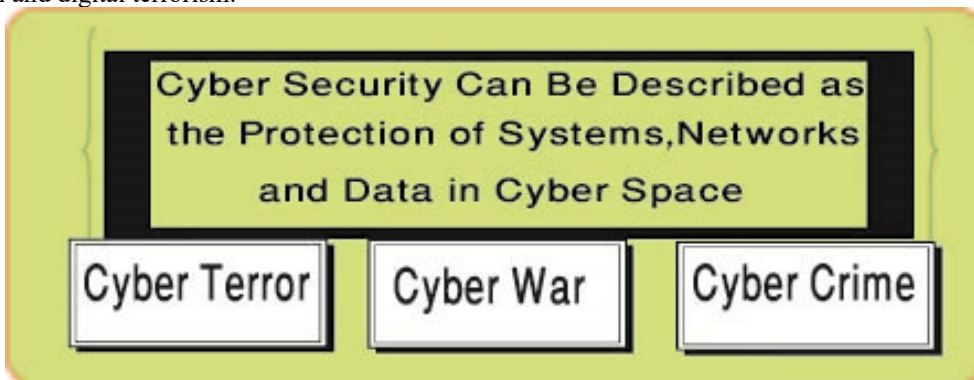 and digital terrorism.
Cyber Security Can Be Described as
the Protection of Systems,Networks
and Data in Cyber Space
Cyber Terror
Cyber War
Cyber Crime